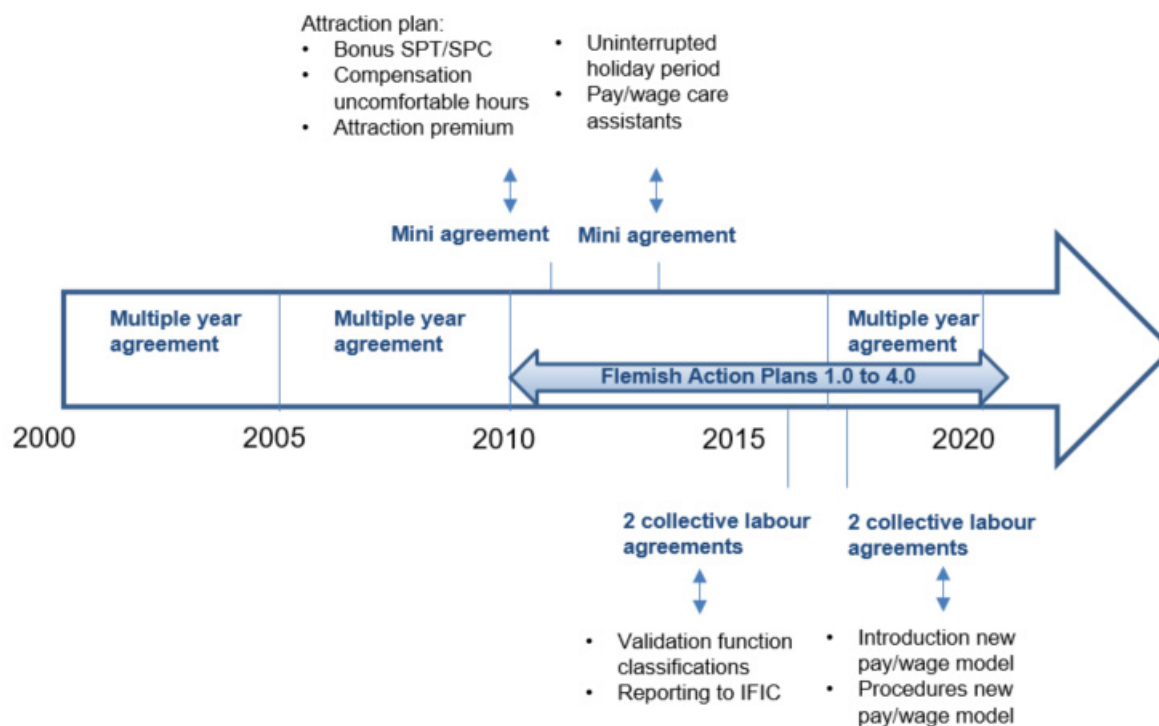 Attraction plan:
• Bonus SPT/SPC
• Compensation
uncomfortable hours
• Attraction premium
• Uninterrupted
holiday period
• Pay/wage care
assistants
Mini agreement
Mini agreement
Multiple year
agreement
Multiple year
agreement
Multiple year
agreement
Flemish Action Plans 1.0 to 4.0
2000
2005
2010
2015
2020
2 collective labour
agreements
2 collective labour
agreements
• Validation function
classifications
• Reporting to IFIC
• Introduction new
pay/wage model
• Procedures new
pay/wage model